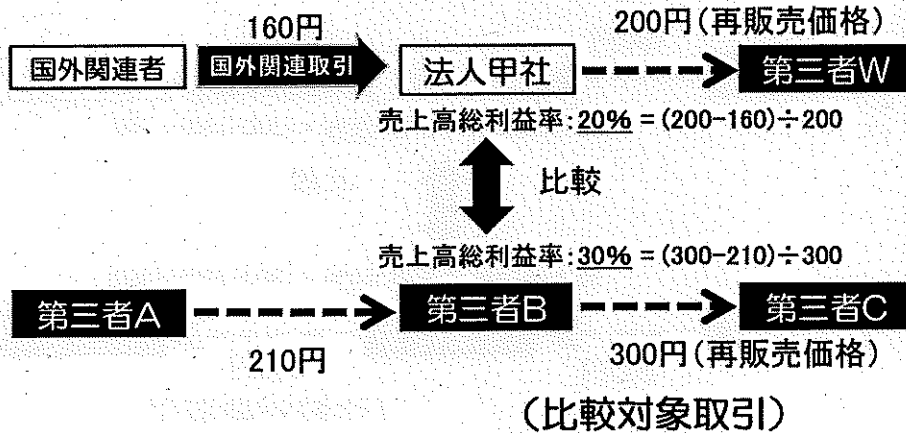 160円
200円(再販売価格)
国外関連者
国外関連取引
法人甲社
第三者W
売上高総利益率:20% = (200-160)÷200
比較
売上高総利益率:30% = (300-210)÷300
第三者A
第三者B
第三者C
210円
300円(再販売価格)
(比較対象取引)